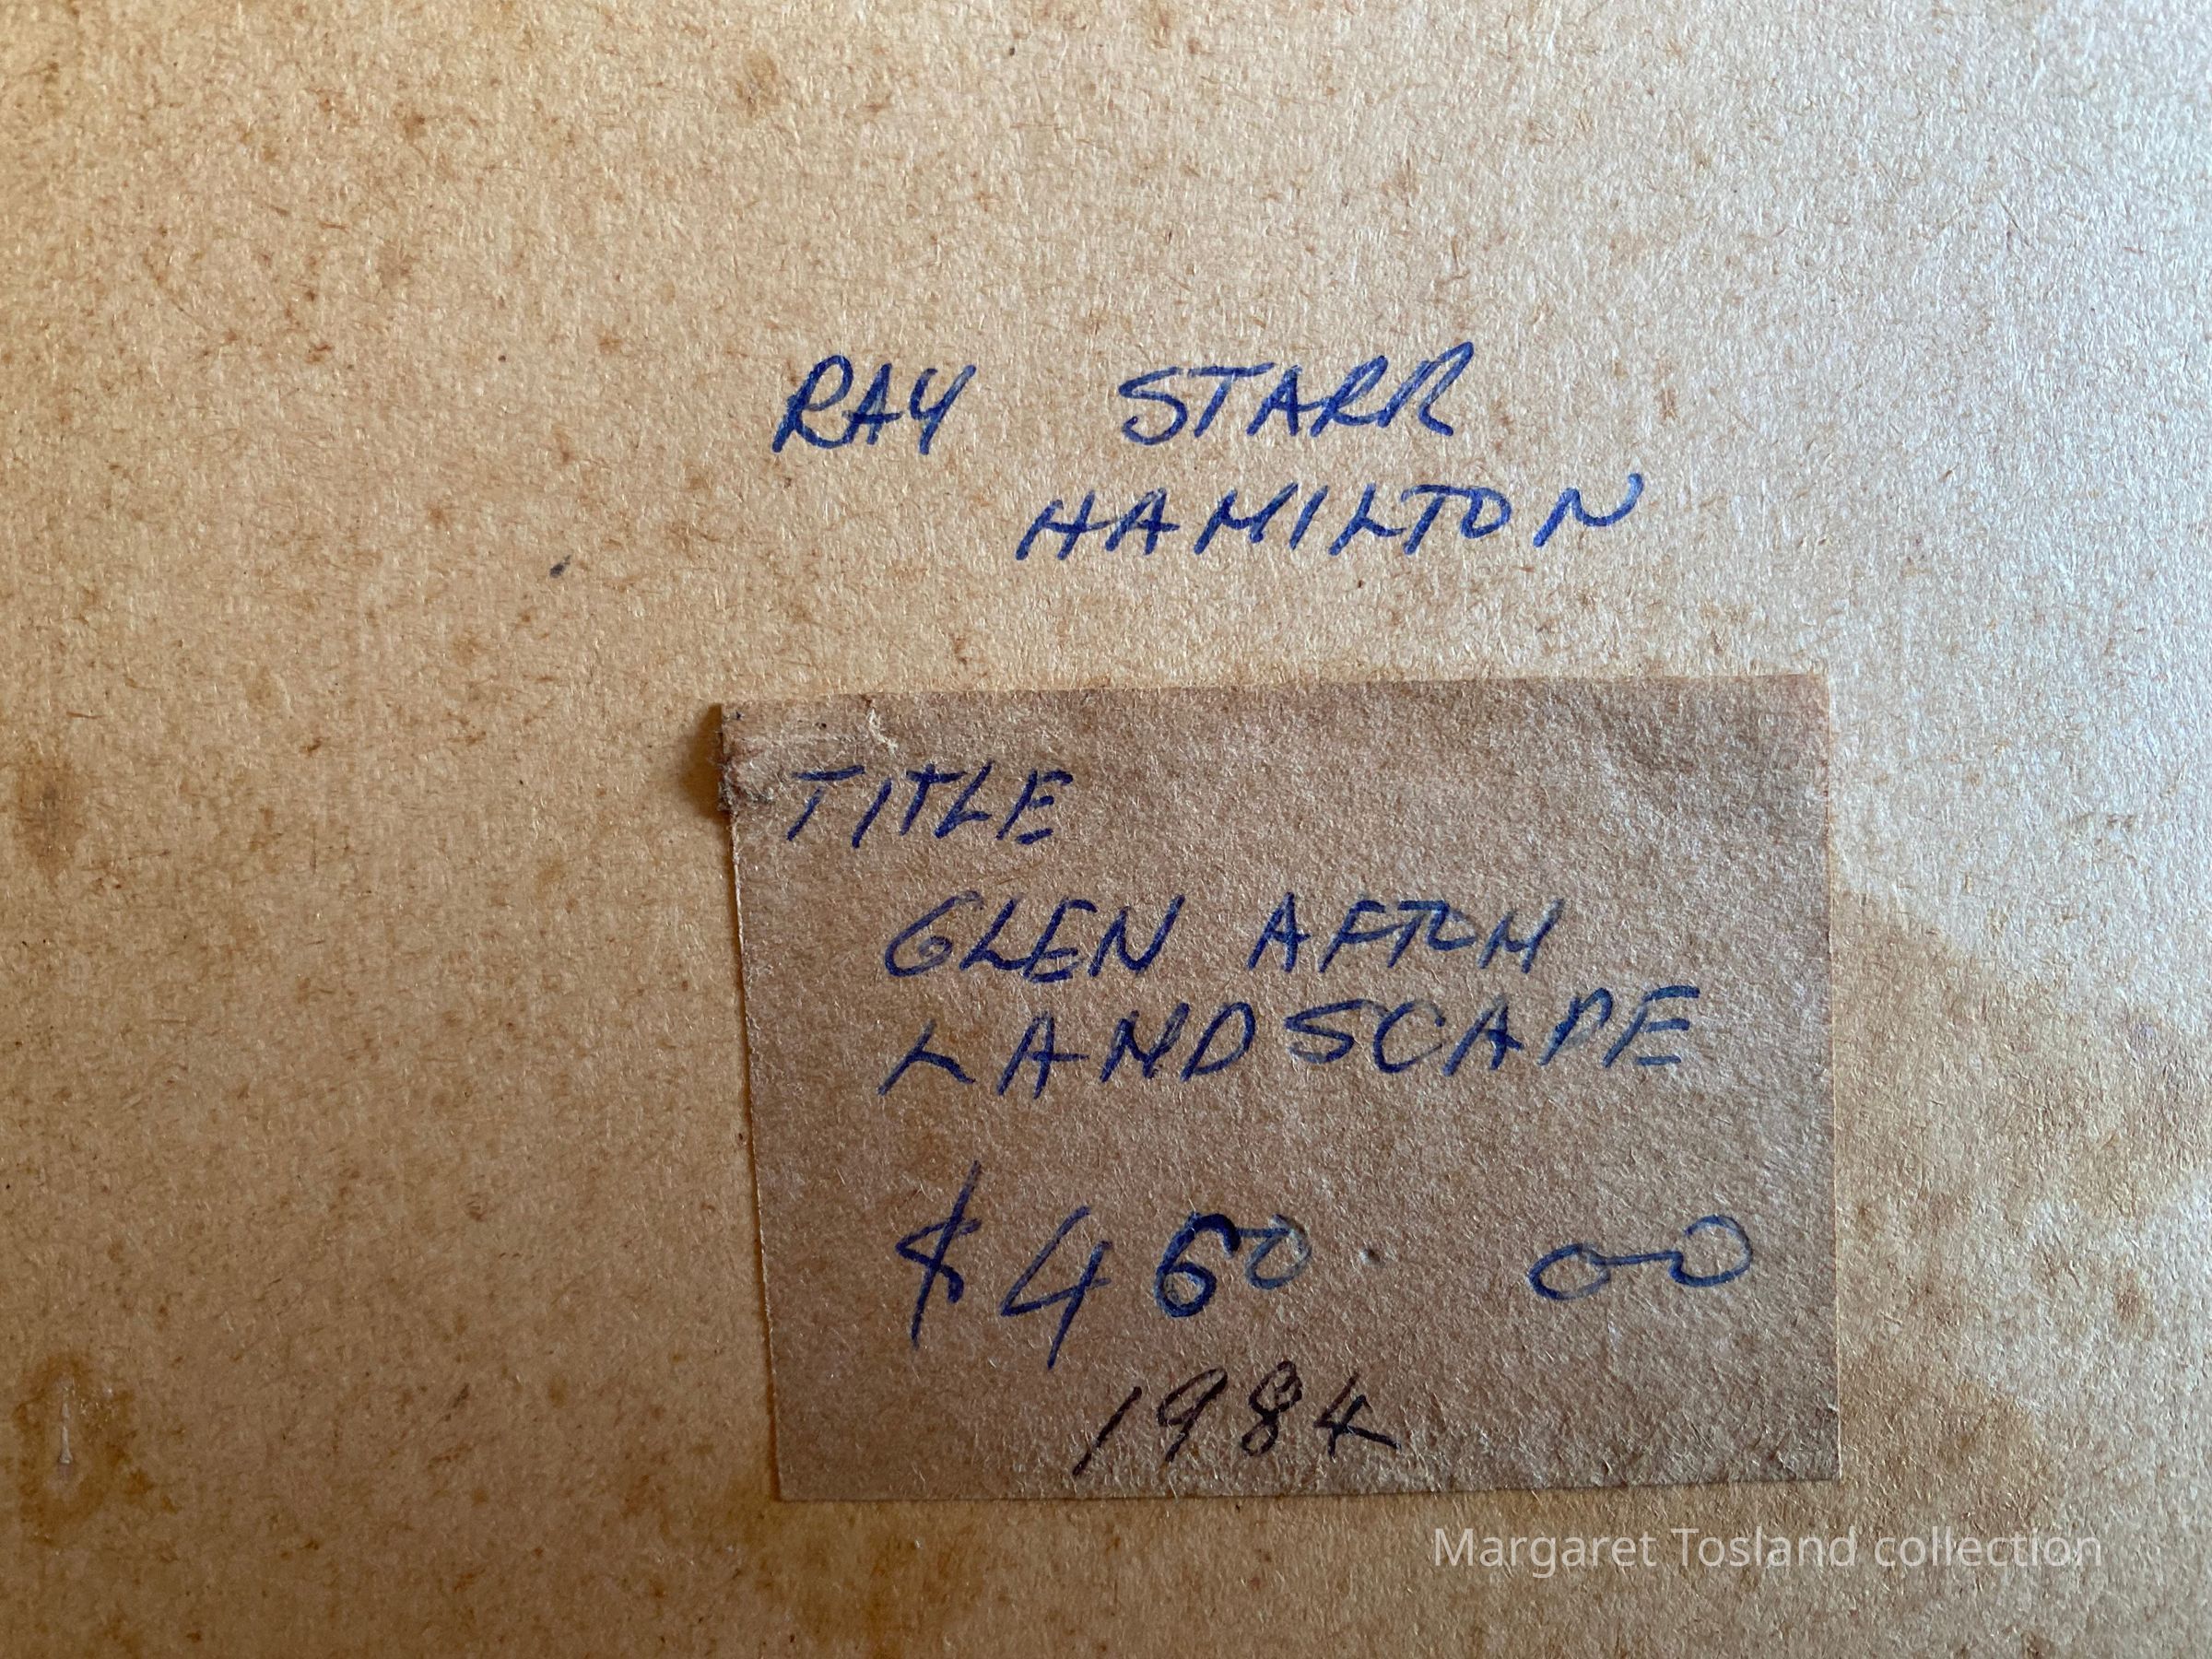 RAY STARR
HAMILTON
TITLE
GLEN AFTON
LANDSCAPE
$460.00
1984
Margaret Tosland collection